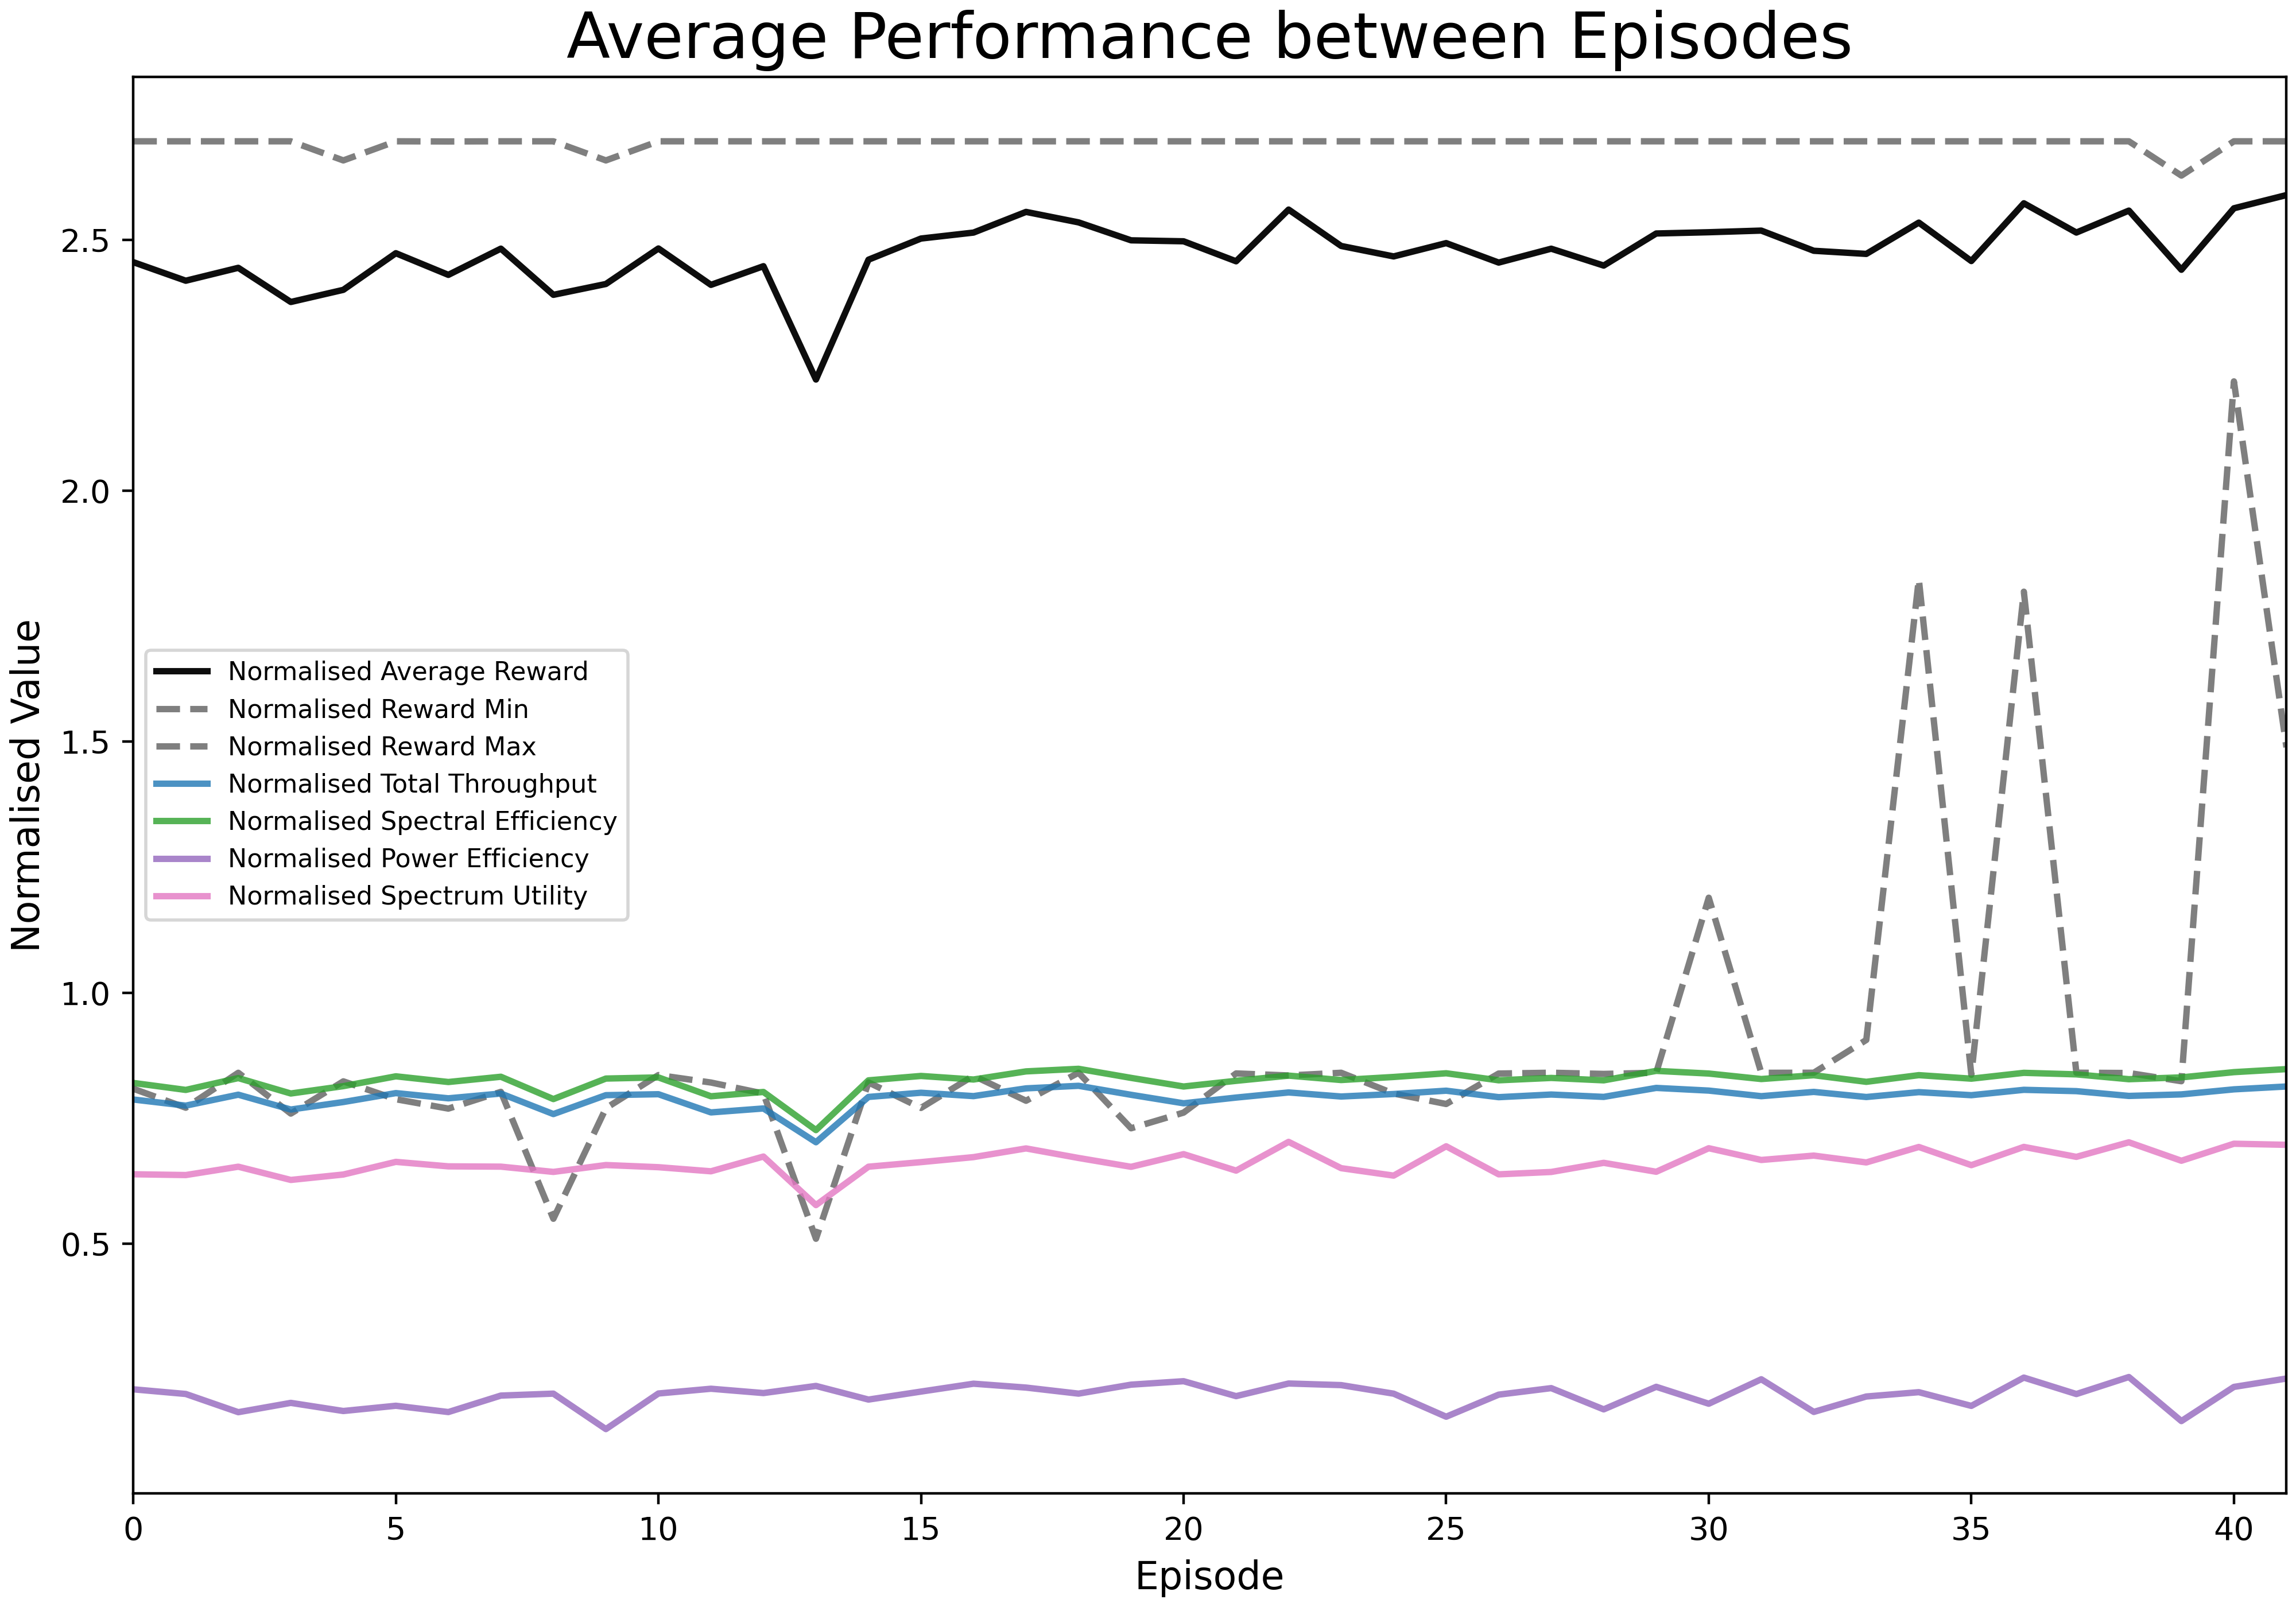 Average Performance between Episodes
Normalised Value
2.5
2.0
1.5
1.0
0.5
Normalised Average Reward
Normalised Reward Min
Normalised Reward Max
Normalised Total Throughput
Normalised Spectral Efficiency
Normalised Power Efficiency
Normalised Spectrum Utility
0 5 10 15 20 25 30 35 40
Episode